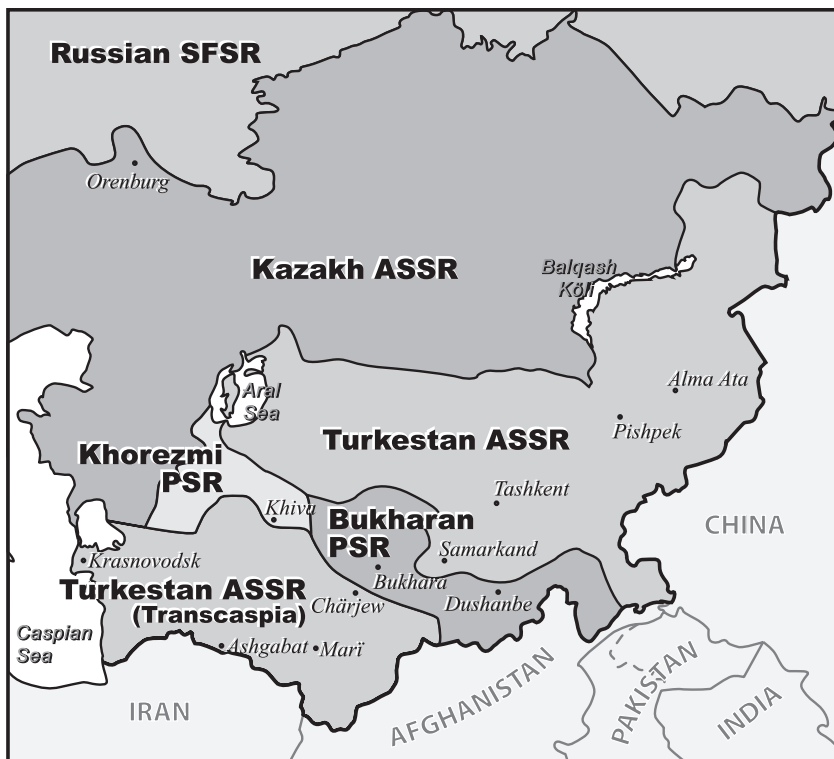 Russian SFSR
Orenburg
Kazakh ASSR
Balqash
Köli
Aral
Sea
Alma Ata
Pishpek
Turkestan ASSR
Khorezmi
PSR
Tashkent
Khiva
Bukharan
PSR
CHINA
Samarkand
Krasnovodsk
Bukhara
Turkestan ASSR
(Transcaspia)
Chärjew
Dushanbe
Caspian
Sea
Ashgabat
Marï
IRAN
AFGHANISTAN
PAKISTAN
INDIA